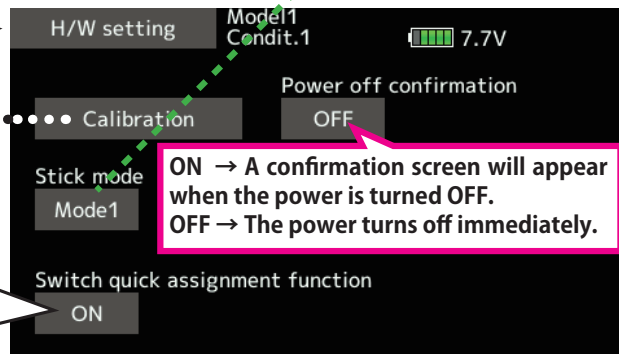 H/W setting
Model1
Condit.1
7.7V
Power off confirmation
Calibration
OFF
Stick mode
Mode1
ON → A confirmation screen will appear
when the power is turned OFF.
OFF → The power turns off immediately.
Switch quick assignment function
ON